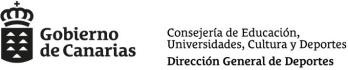 Gobierno
de Canarias
Consejería de Educación,
Universidades, Cultura y Deportes
Dirección General de Deportes